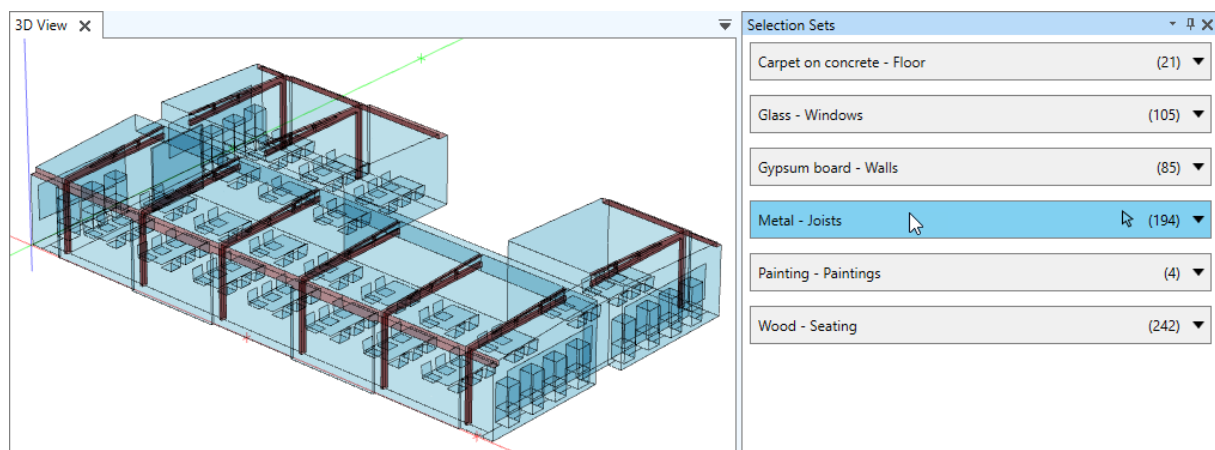 3D View
Selection Sets
Carpet on concrete - Floor (21)
Glass - Windows (105)
Gypsum board - Walls (85)
Metal - Joists (194)
Painting - Paintings (4)
Wood - Seating (242)